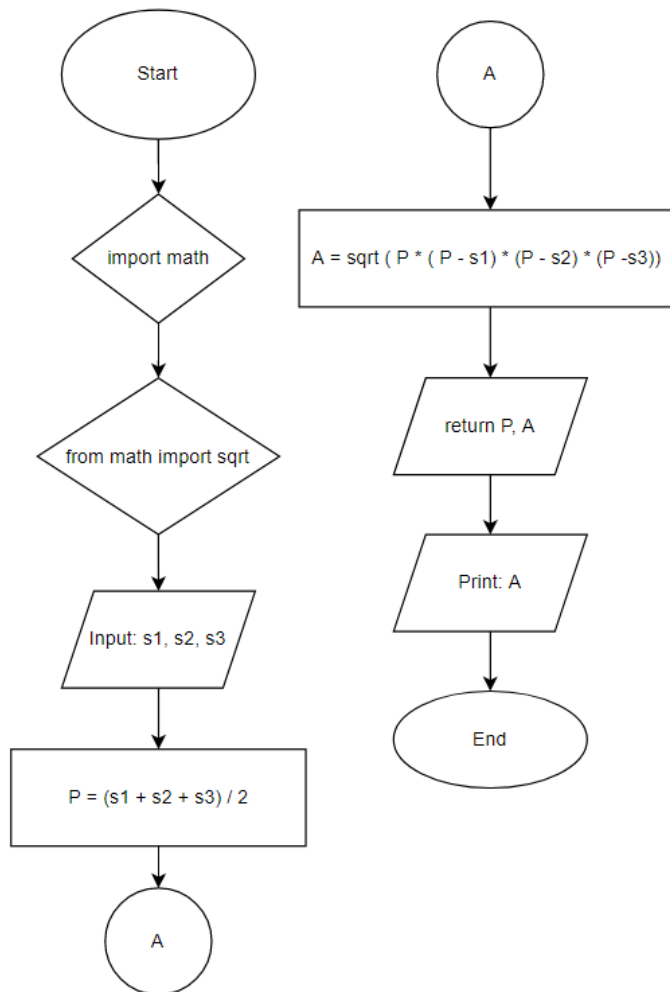 Start
import math
from math import sqrt
Input: s1, s2, s3
P = (s1 + s2 + s3) / 2
A
A
A = sqrt ( P * ( P - s1) * (P - s2) * (P -s3))
return P, A
Print: A
End